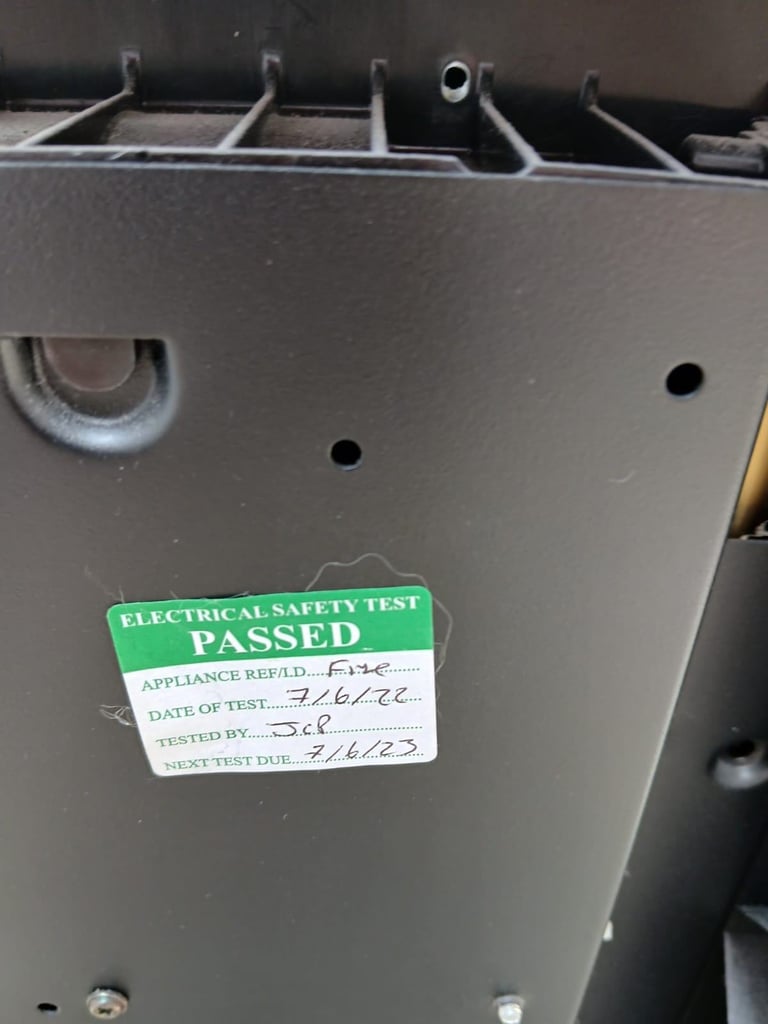 ELECTRICAL SAFETY TEST
PASSED
APPLIANCE REF/I.D....Fire........
DATE OF TEST....7/6/22..
TESTED BY.....JCP...............
NEXT TEST DUE....7/6/23...